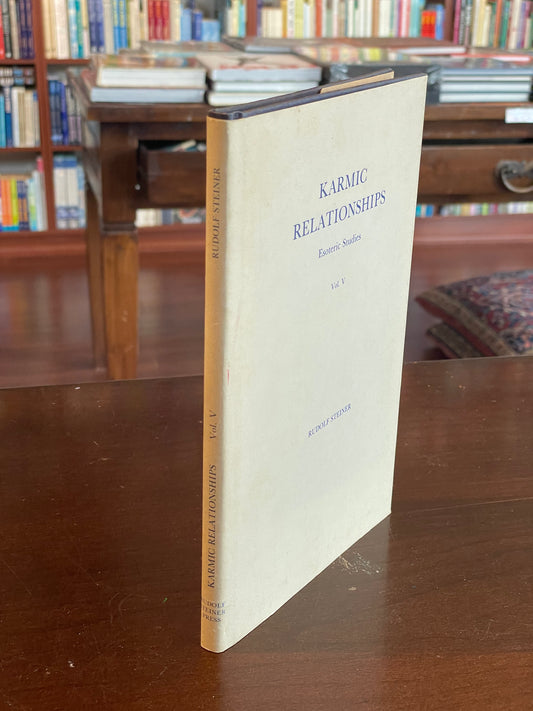 KARMIC
RELATIONSHIPS
Esoteric Studies
Vol. V
RUDOLF STEINER
RUDOLF STEINER
Vol. V
KARMIC RELATIONSHIPS
RUDOLF
STEINER
PRESS